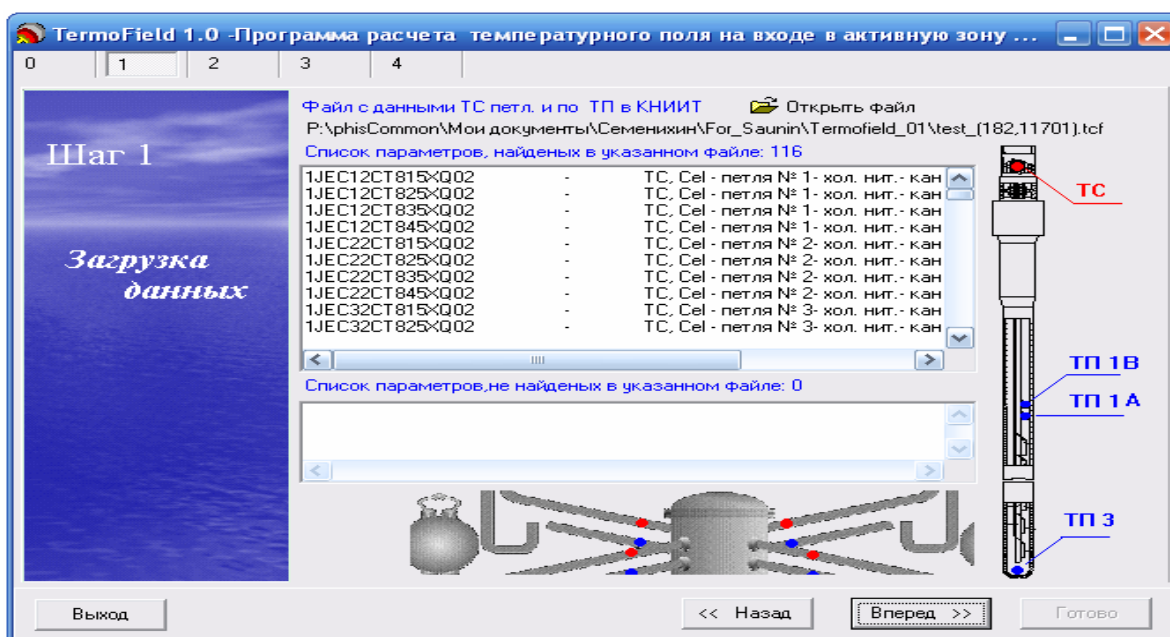 TermoField 1.0 -Программа расчета температурного поля на входе в активную зону ...
0 1 2 3 4
Шаг 1
Загрузка
данных
Файл с данными ТС петл. и по ТП в КНИИТ Открыть файл
P:\phisCommon\Мои документы\Семенихин\For_Saunin\Termofield_01\test_(182,11701).tcf
Список параметров, найденых в указанном файле: 116
1JEC12CT815XQ02 - ТС, Cel - петля № 1- хол. нит.- кан
1JEC12CT825XQ02 - ТС, Cel - петля № 1- хол. нит.- кан
1JEC12CT835XQ02 - ТС, Cel - петля № 1- хол. нит.- кан
1JEC12CT845XQ02 - ТС, Cel - петля № 1- хол. нит.- кан
1JEC22CT815XQ02 - ТС, Cel - петля № 2- хол. нит.- кан
1JEC22CT825XQ02 - ТС, Cel - петля № 2- хол. нит.- кан
1JEC22CT835XQ02 - ТС, Cel - петля № 2- хол. нит.- кан
1JEC22CT845XQ02 - ТС, Cel - петля № 2- хол. нит.- кан
1JEC32CT815XQ02 - ТС, Cel - петля № 3- хол. нит.- кан
1JEC32CT825XQ02 - ТС, Cel - петля № 3- хол. нит.- кан
Список параметров,не найденых в указанном файле: 0
ТС
ТП 1В
ТП 1А
ТП 3
Выход
<< Назад
Вперед >>
Готово